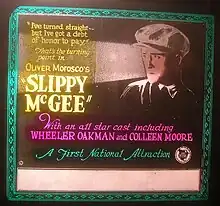 "I've turned straight-
but I've got a debt
of honor to pay"
That's the turning
point in
OLIVER MOROSCO'S
"SLIPPY
McGEE"
With an all star cast including
WHEELER OAKMAN and COLLEEN MOORE
A First National Attraction